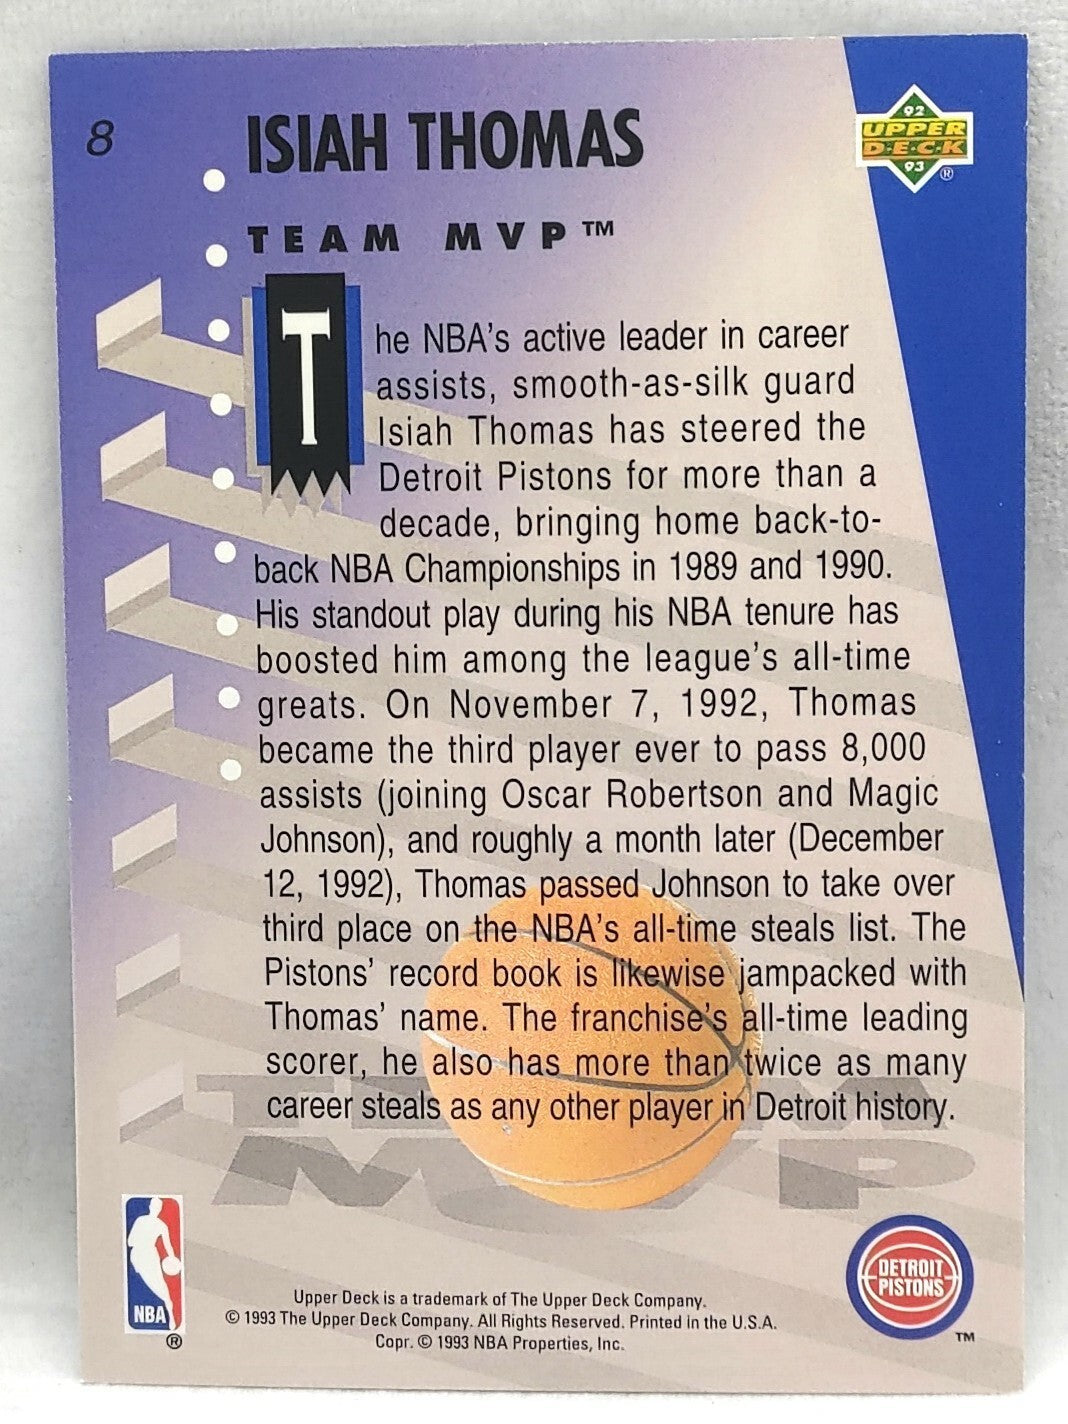 8
ISIAH THOMAS
92
UPPER
D·E·C·K
93
®
TEAM MVP™
The NBA's active leader in career
assists, smooth-as-silk guard
Isiah Thomas has steered the
Detroit Pistons for more than a
decade, bringing home back-to-
back NBA Championships in 1989 and 1990.
His standout play during his NBA tenure has
boosted him among the league's all-time
greats. On November 7, 1992, Thomas
became the third player ever to pass 8,000
assists (joining Oscar Robertson and Magic
Johnson), and roughly a month later (December
12, 1992), Thomas passed Johnson to take over
third place on the NBA's all-time steals list. The
Pistons' record book is likewise jampacked with
Thomas' name. The franchise's all-time leading
scorer, he also has more than twice as many
career steals as any other player in Detroit history.
TEAM
MVP
NBA
®
DETROIT
PISTONS
™
Upper Deck is a trademark of The Upper Deck Company.
© 1993 The Upper Deck Company. All Rights Reserved. Printed in the U.S.A.
Copr. © 1993 NBA Properties, Inc.